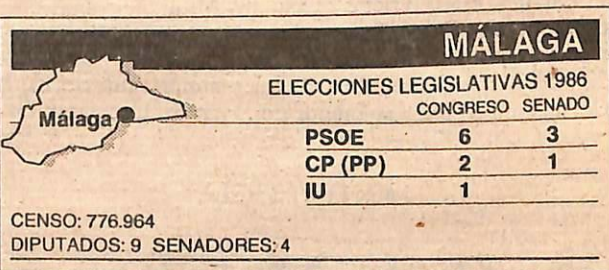 MÁLAGA
ELECCIONES LEGISLATIVAS 1986
CONGRESO SENADO
Málaga
PSOE 6 3
CP (PP) 2 1
IU 1
CENSO: 776.964
DIPUTADOS: 9 SENADORES: 4